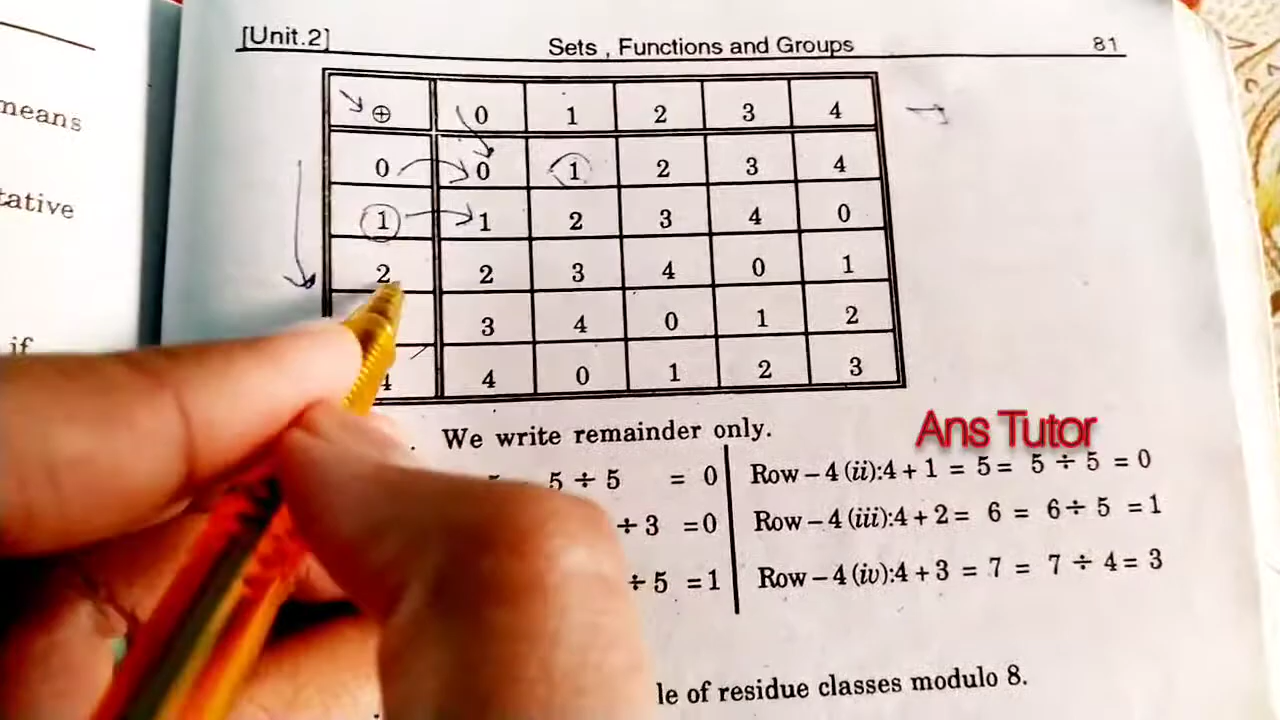 [Unit.2] Sets , Functions and Groups 81
means
tative
if
⊕ 0 1 2 3 4
0 0 1 2 3 4
1 1 2 3 4 0
2 2 3 4 0 1
3 4 0 1 2
4 4 0 1 2 3
. We write remainder only.
Ans Tutor
5 ÷ 5 = 0
÷ 3 = 0
÷ 5 = 1
Row – 4 (ii): 4 + 1 = 5 = 5 ÷ 5 = 0
Row – 4 (iii): 4 + 2 = 6 = 6 ÷ 5 = 1
Row – 4 (iv): 4 + 3 = 7 = 7 ÷ 4 = 3
le of residue classes modulo 8.